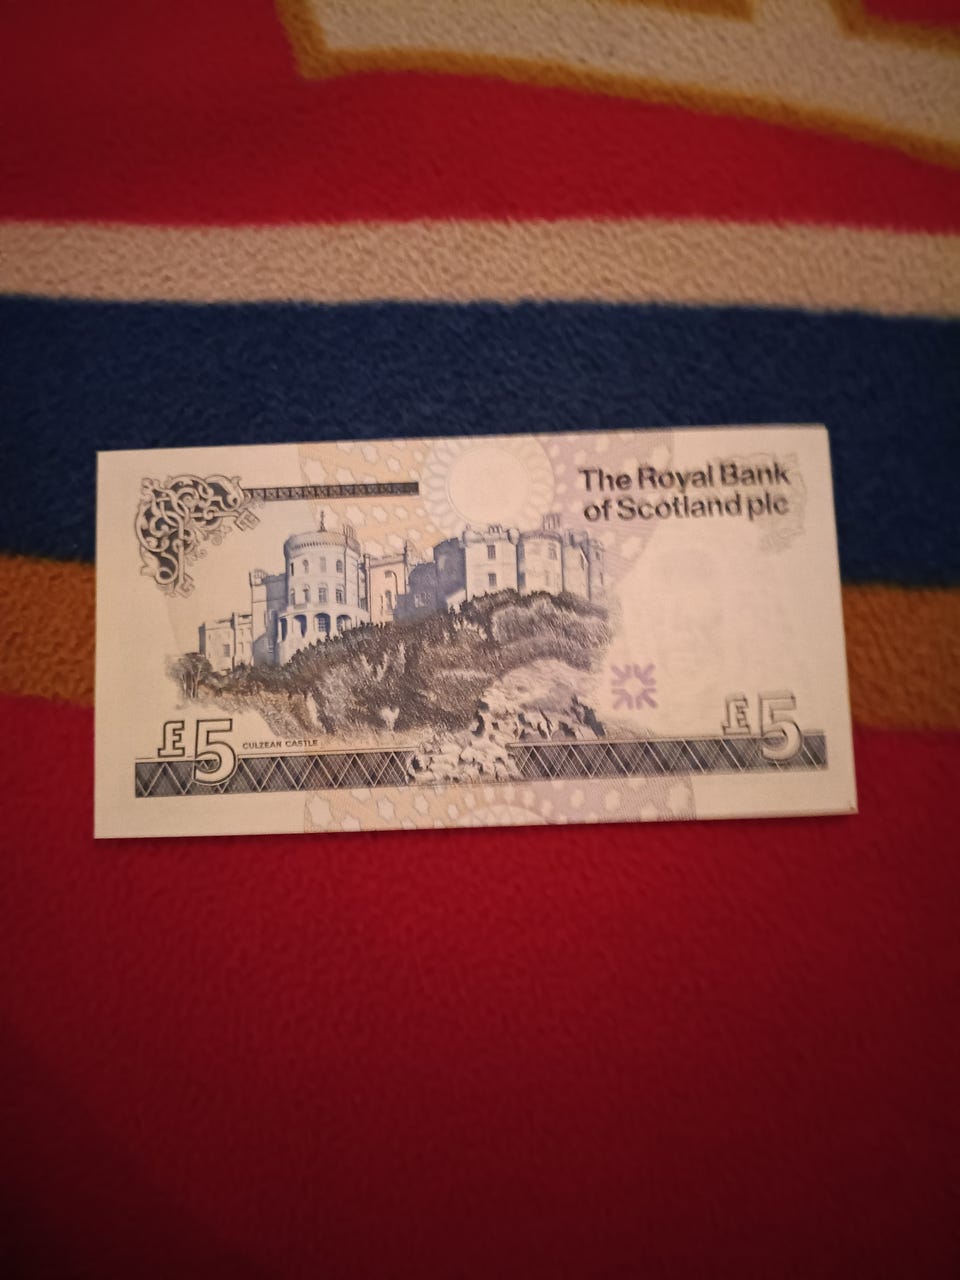 The Royal Bank
of Scotland plc
£5
CULZEAN CASTLE
£5